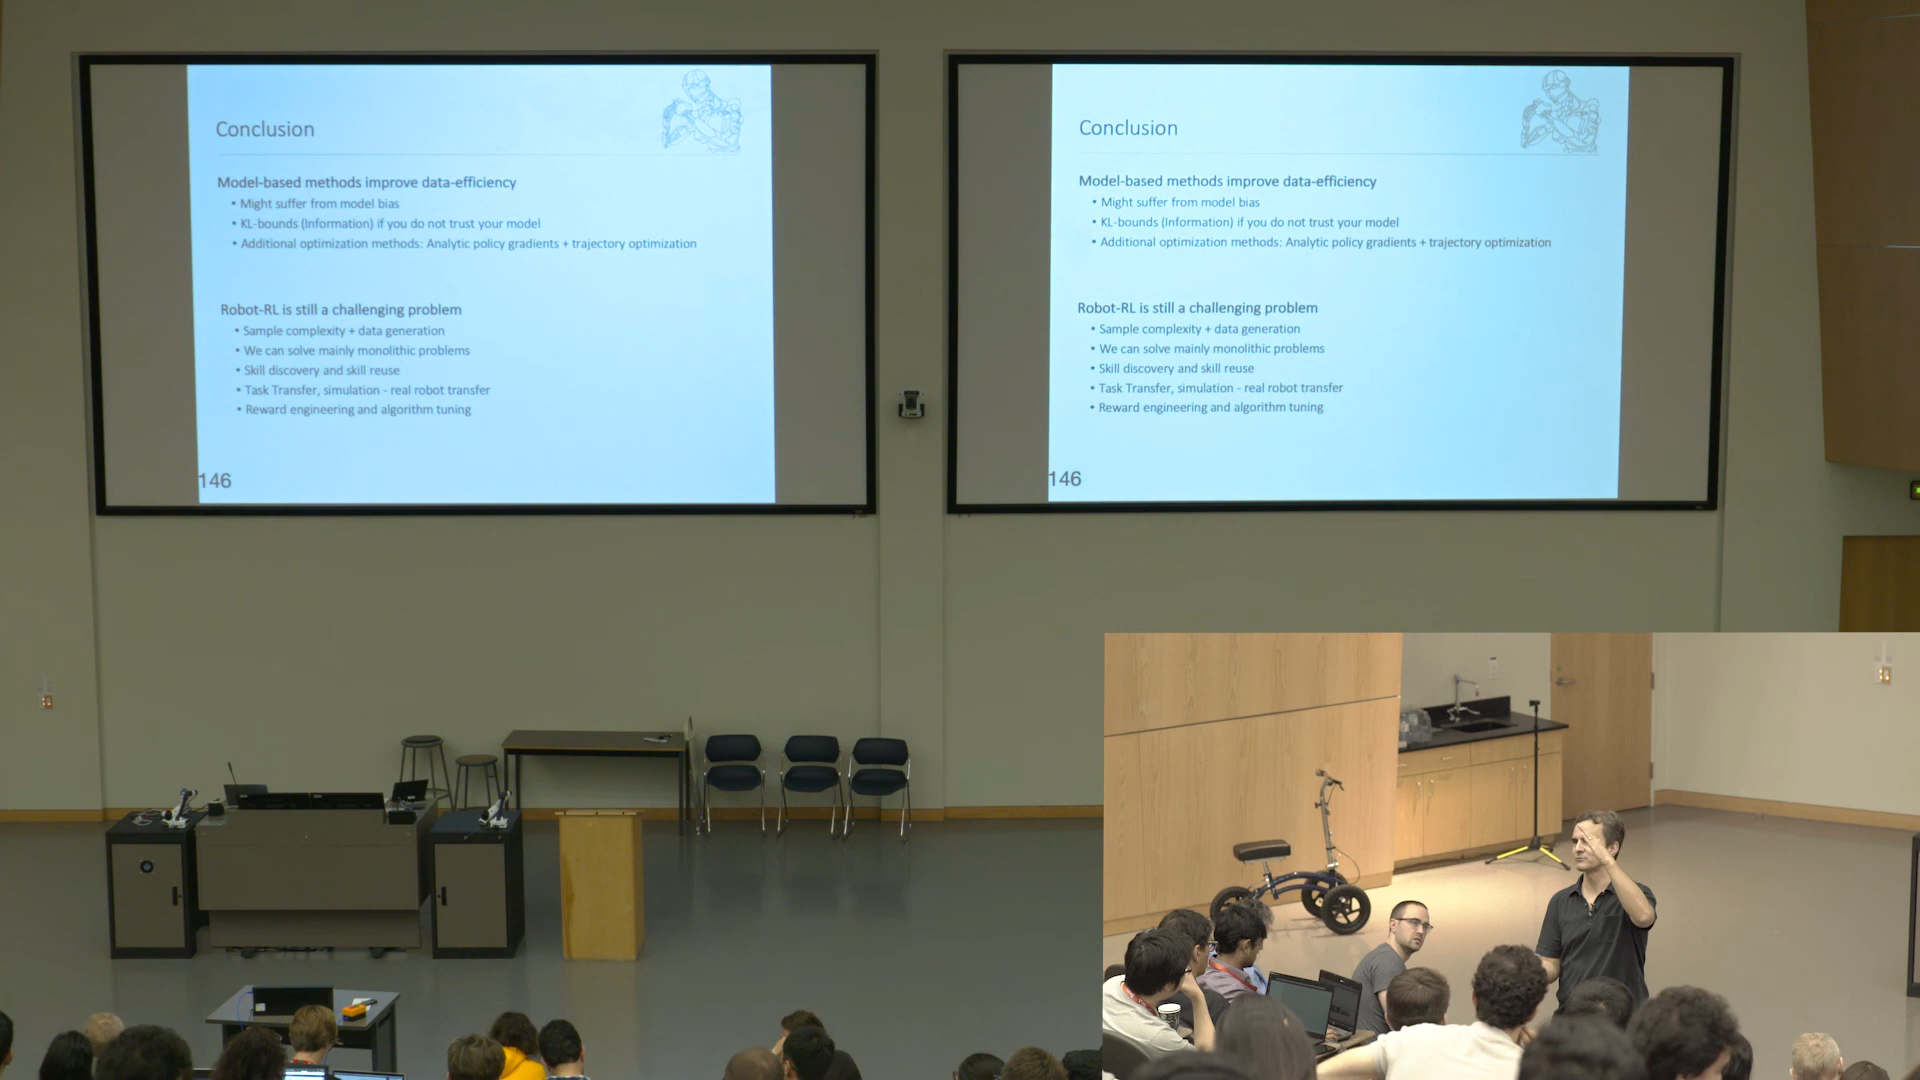 Conclusion
Model-based methods improve data-efficiency
• Might suffer from model bias
• KL-bounds (Information) if you do not trust your model
• Additional optimization methods: Analytic policy gradients + trajectory optimization
Robot-RL is still a challenging problem
• Sample complexity + data generation
• We can solve mainly monolithic problems
• Skill discovery and skill reuse
• Task Transfer, simulation - real robot transfer
• Reward engineering and algorithm tuning
146
Conclusion
Model-based methods improve data-efficiency
• Might suffer from model bias
• KL-bounds (Information) if you do not trust your model
• Additional optimization methods: Analytic policy gradients + trajectory optimization
Robot-RL is still a challenging problem
• Sample complexity + data generation
• We can solve mainly monolithic problems
• Skill discovery and skill reuse
• Task Transfer, simulation - real robot transfer
• Reward engineering and algorithm tuning
146